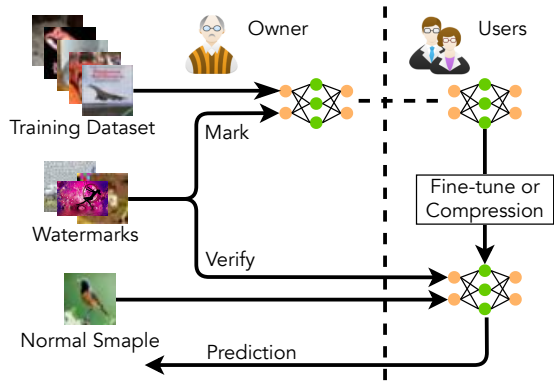 Owner
Users
Training Dataset
Mark
Fine-tune or
Compression
Watermarks
Verify
Normal Smaple
Prediction